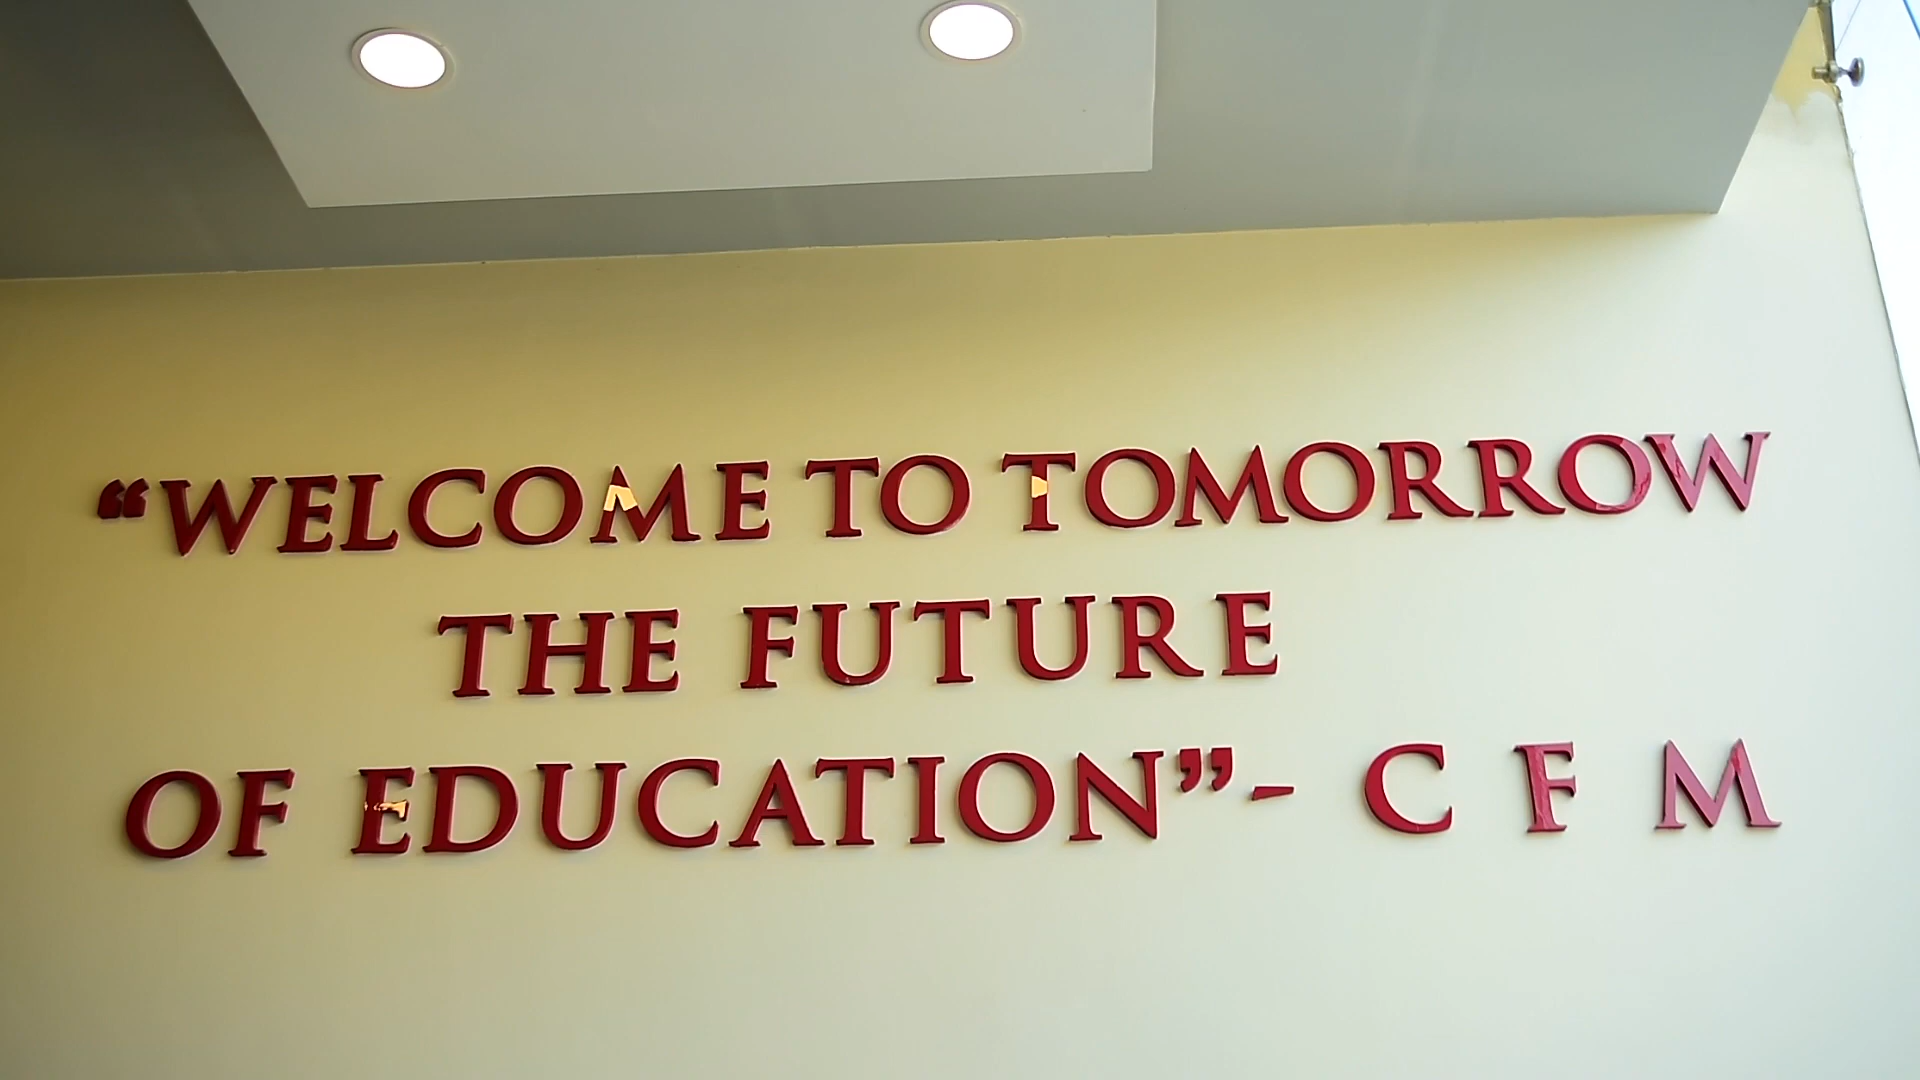 “WELCOME TO TOMORROW
THE FUTURE
OF EDUCATION”- C F M